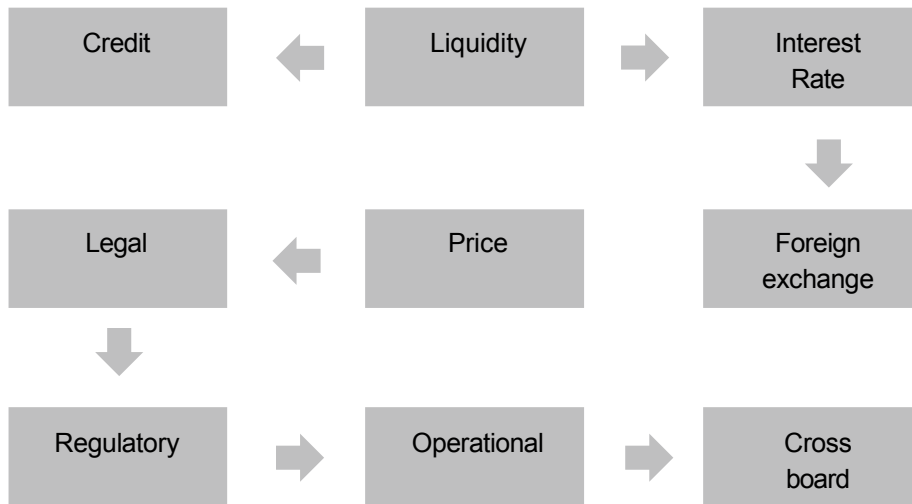 Credit
Liquidity
Interest
Rate
Legal
Price
Foreign
exchange
Regulatory
Operational
Cross
board